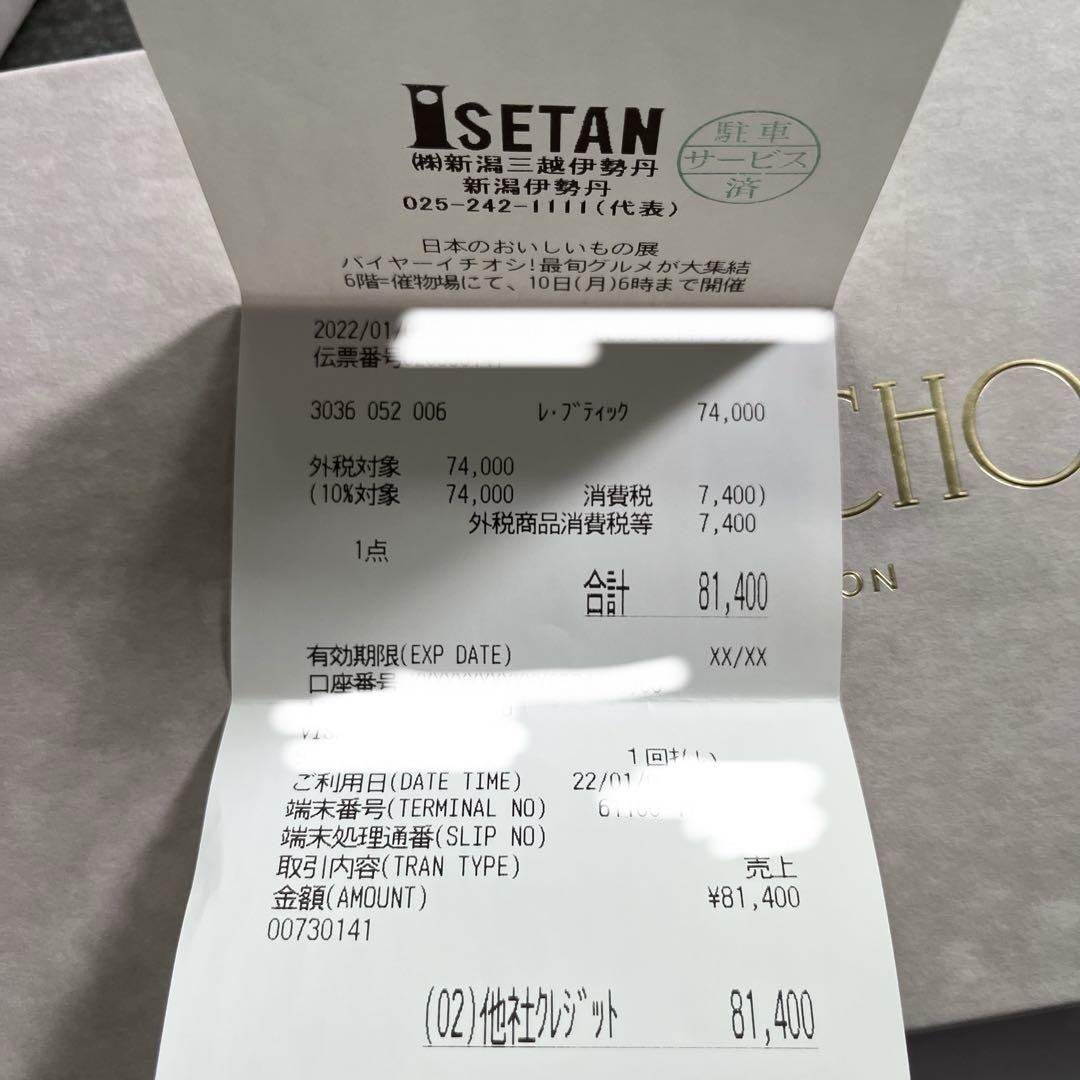 ISETAN
駐車
サービス
済
㈱新潟三越伊勢丹
新潟伊勢丹
025-242-1111(代表)
日本のおいしいもの展
バイヤーイチオシ!最旬グルメが大集結
6階=催物場にて、10日(月)6時まで開催
2022/01/
伝票番号
3036 052 006 レ・ブティック 74,000
外税対象 74,000
(10%対象 74,000 消費税 7,400)
外税商品消費税等 7,400
1点
合計 81,400
有効期限(EXP DATE) XX/XX
口座番号
1回払い
ご利用日(DATE TIME) 22/01/
端末番号(TERMINAL NO)
端末処理通番(SLIP NO)
取引内容(TRAN TYPE) 売上
金額(AMOUNT) ¥81,400
00730141
(02)他社クレジット 81,400
CHO
ON